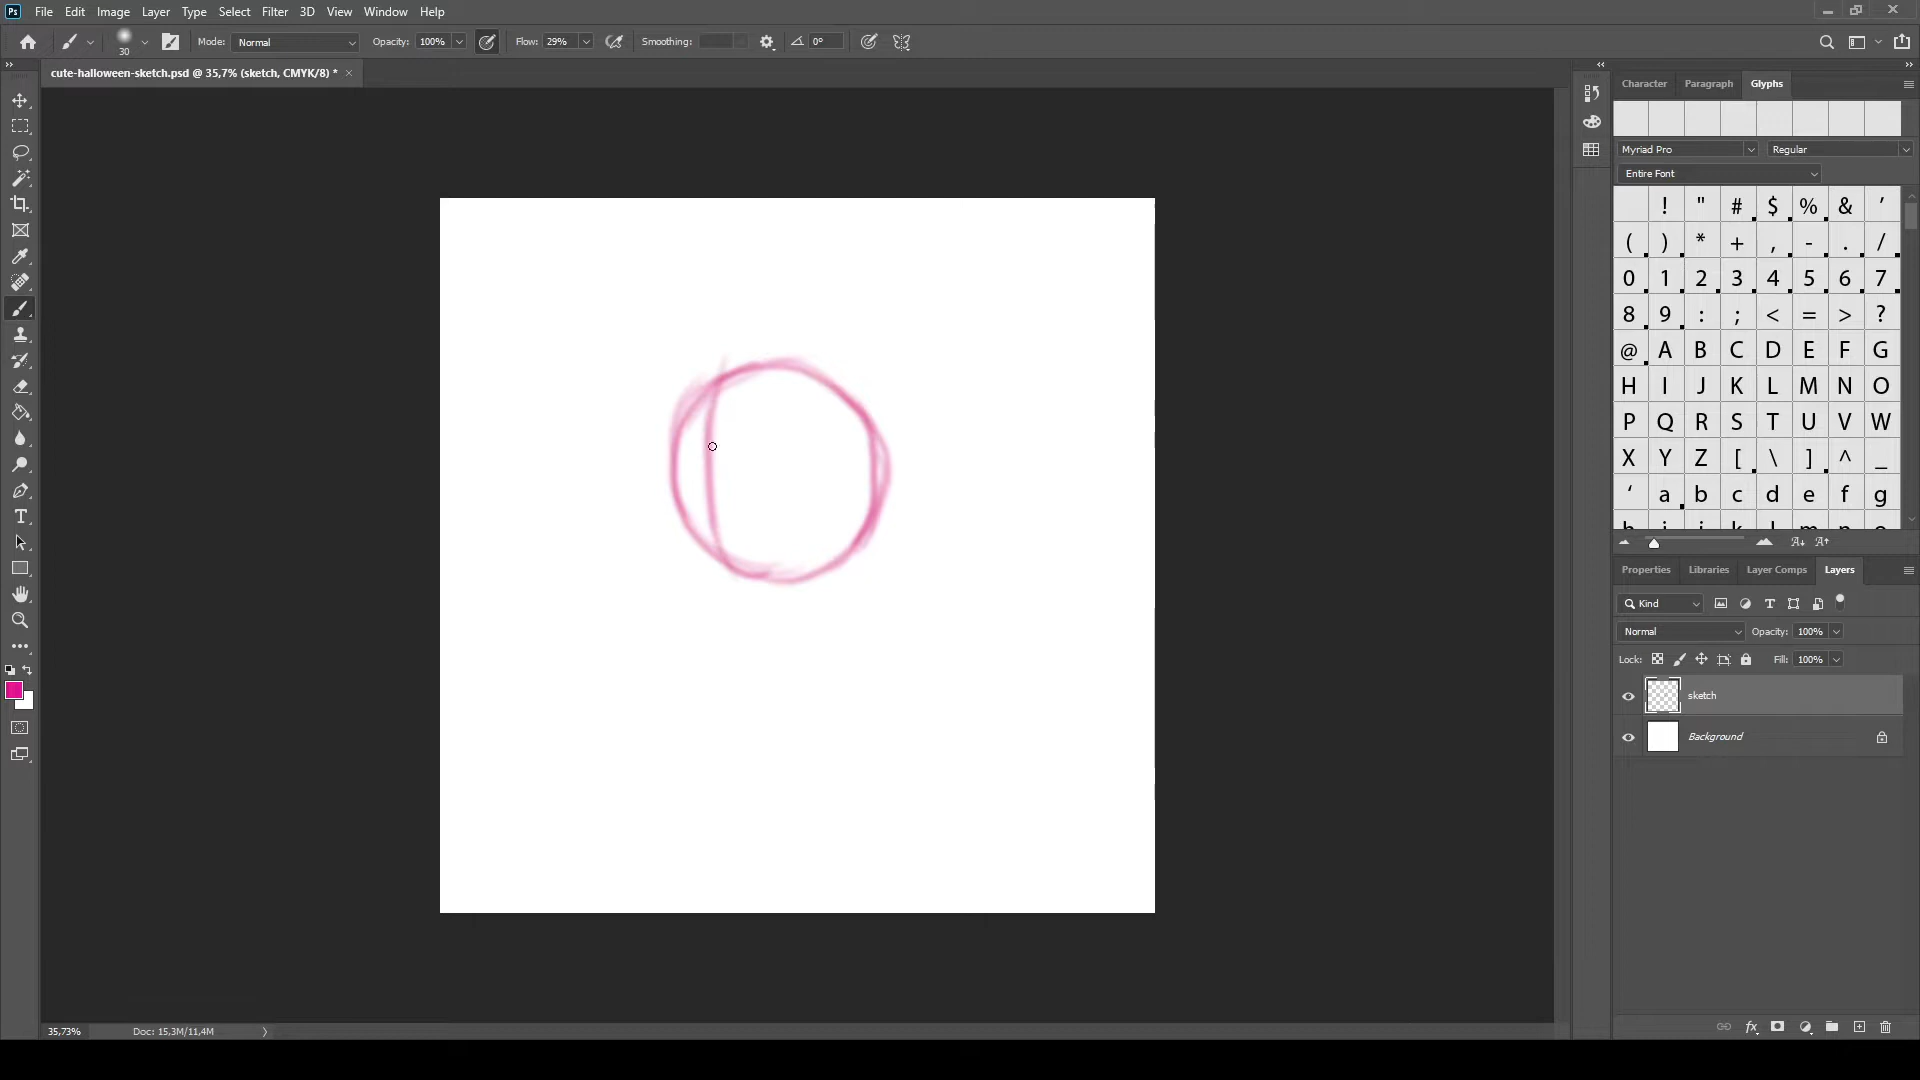 Ps File Edit Image Layer Type Select Filter 3D View Window Help
30 Mode: Normal Opacity: 100% Flow: 29% Smoothing: 0°
cute-halloween-sketch.psd @ 35,7% (sketch, CMYK/8) * ×
Character Paragraph Glyphs
Myriad Pro Regular
Entire Font
! " # $ % & ’
( ) * + , - . /
0 1 2 3 4 5 6 7
8 9 : ; < = > ?
@ A B C D E F G
H I J K L M N O
P Q R S T U V W
X Y Z [ \ ] ^ _
‘ a b c d e f g
h i j k l m n o
Properties Libraries Layer Comps Layers
Kind
Normal Opacity: 100%
Lock: Fill: 100%
sketch
Background
35,73% Doc: 15,3M/11,4M